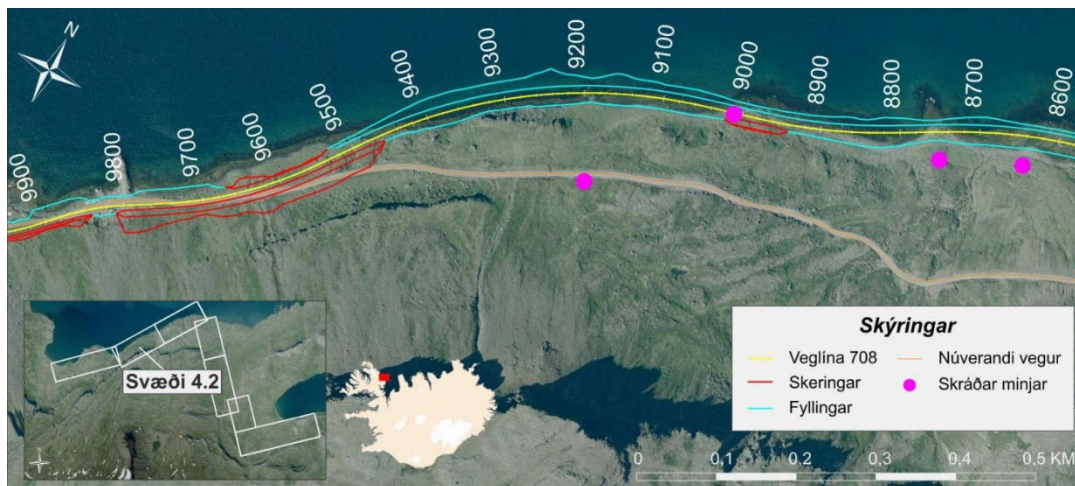 N
9900
9800
9700
9600
9500
9400
9300
9200
9100
9000
8900
8800
8700
8600
Svæði 4.2
Skýringar
Veglína 708
Núverandi vegur
Skeringar
Skráðar minjar
Fyllingar
0 0,1 0,2 0,3 0,4 0,5 KM